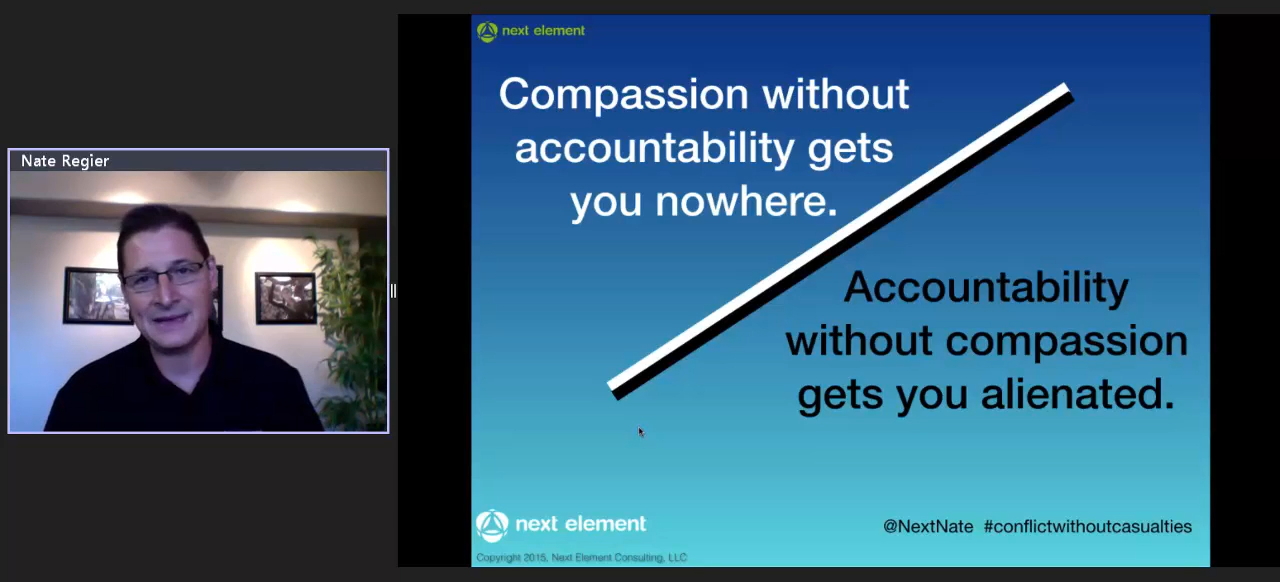 Nate Regier
next element
Compassion without
accountability gets
you nowhere.
Accountability
without compassion
gets you alienated.
next element
@NextNate #conflictwithoutcasualties
Copyright 2015, Next Element Consulting, LLC